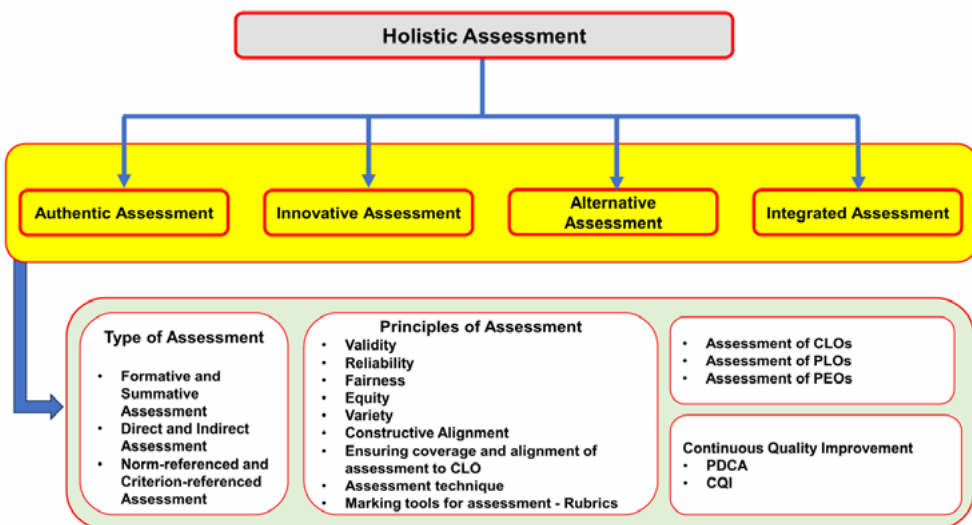 Holistic Assessment
Authentic Assessment
Innovative Assessment
Alternative
Assessment
Integrated Assessment
Type of Assessment
• Formative and
Summative
Assessment
• Direct and Indirect
Assessment
• Norm-referenced and
Criterion-referenced
Assessment
Principles of Assessment
• Validity
• Reliability
• Fairness
• Equity
• Variety
• Constructive Alignment
• Ensuring coverage and alignment of
assessment to CLO
• Assessment technique
• Marking tools for assessment - Rubrics
• Assessment of CLOs
• Assessment of PLOs
• Assessment of PEOs
Continuous Quality Improvement
• PDCA
• CQI